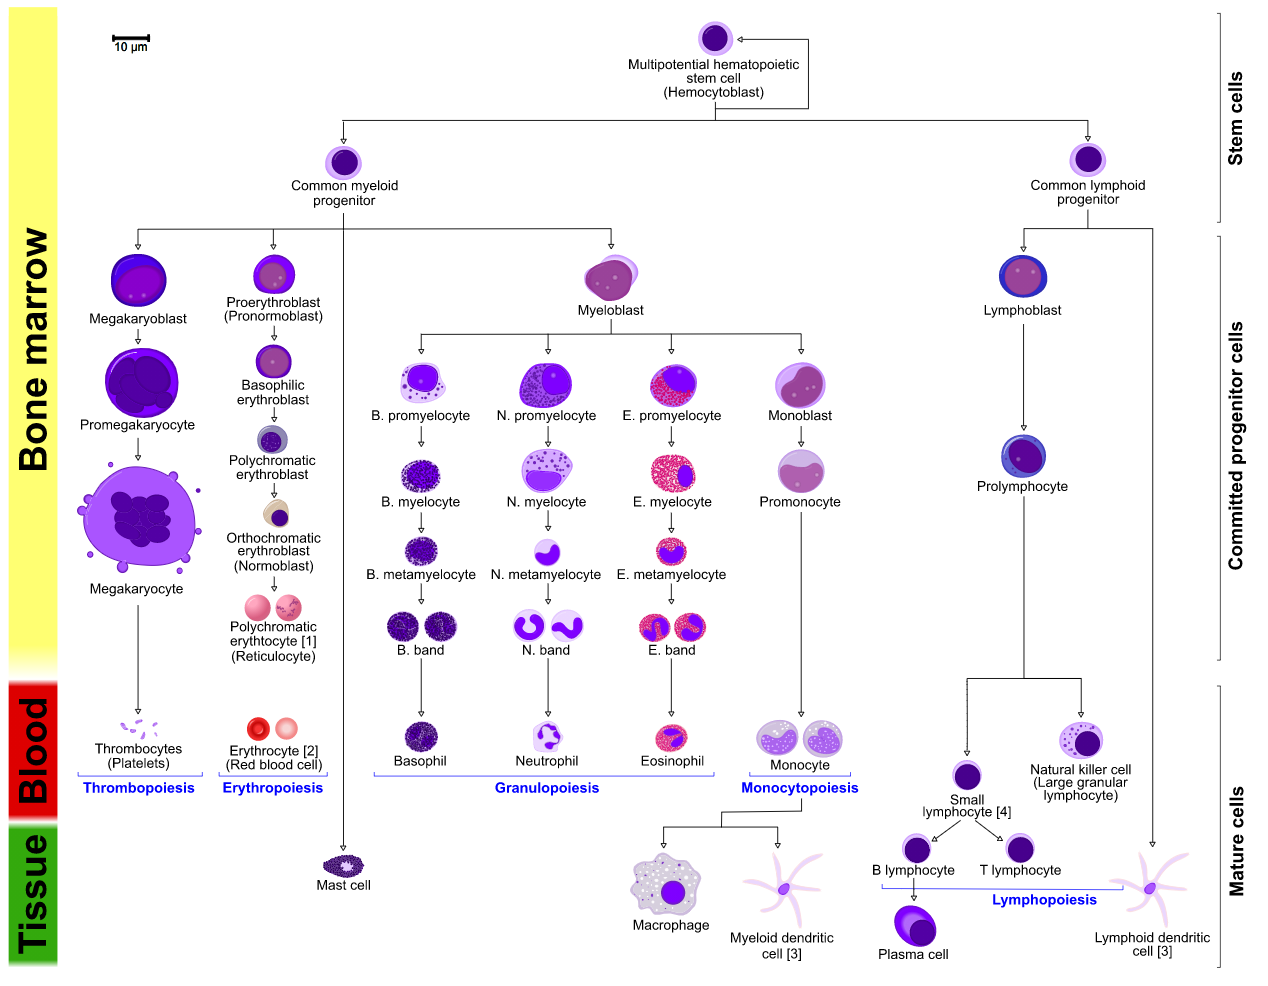 10 µm
Multipotential hematopoietic
stem cell
(Hemocytoblast)
Common myeloid
progenitor
Common lymphoid
progenitor
Megakaryoblast
Promegakaryocyte
Megakaryocyte
Thrombocytes
(Platelets)
Thrombopoiesis
Proerythroblast
(Pronormoblast)
Basophilic
erythroblast
Polychromatic
erythroblast
Orthochromatic
erythroblast
(Normoblast)
Polychromatic
erythtocyte [1]
(Reticulocyte)
Erythrocyte [2]
(Red blood cell)
Erythropoiesis
Mast cell
Myeloblast
B. promyelocyte
B. myelocyte
B. metamyelocyte
B. band
Basophil
N. promyelocyte
N. myelocyte
N. metamyelocyte
N. band
Neutrophil
E. promyelocyte
E. myelocyte
E. metamyelocyte
E. band
Eosinophil
Granulopoiesis
Monoblast
Promonocyte
Monocyte
Monocytopoiesis
Macrophage
Myeloid dendritic
cell [3]
Lymphoblast
Prolymphocyte
Small
lymphocyte [4]
Natural killer cell
(Large granular
lymphocyte)
B lymphocyte
T lymphocyte
Lymphopoiesis
Plasma cell
Lymphoid dendritic
cell [3]
Bone marrow
Blood
Tissue
Stem cells
Committed progenitor cells
Mature cells